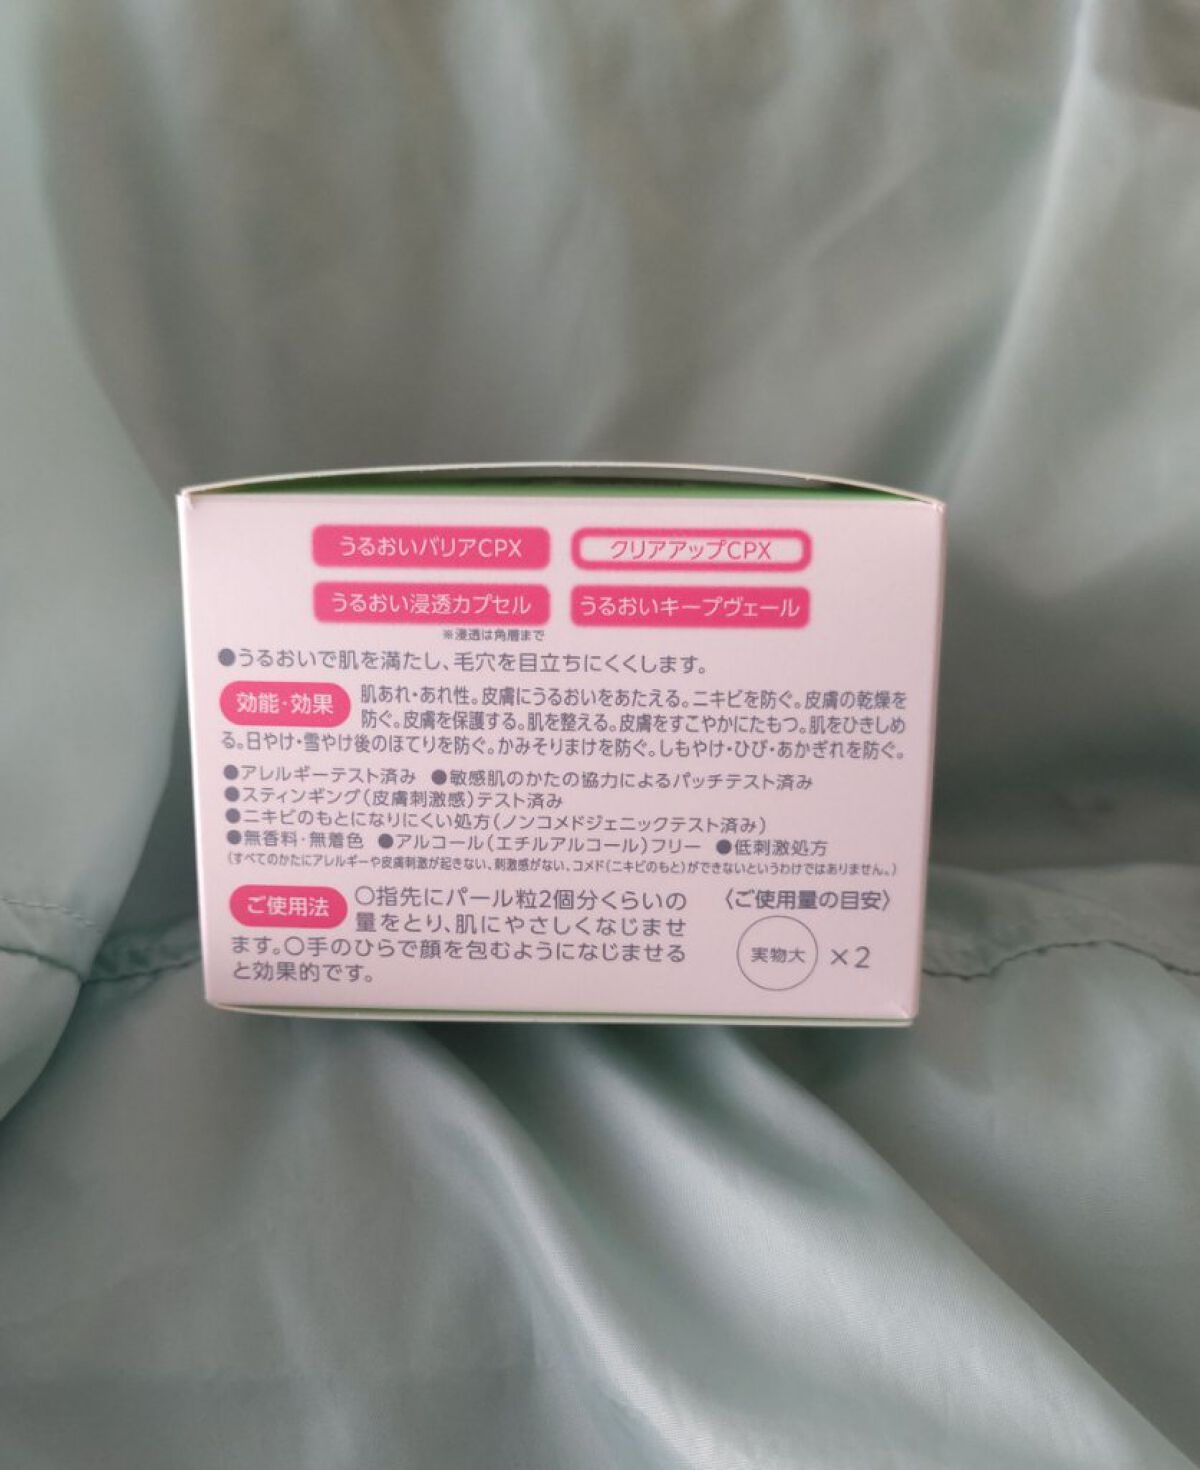 うるおいバリアCPX クリアアップCPX
うるおい浸透カプセル うるおいキープヴェール
※浸透は角層まで
●うるおいで肌を満たし、毛穴を目立ちにくくします。
効能・効果 肌あれ・あれ性。皮膚にうるおいをあたえる。ニキビを防ぐ。皮膚の乾燥を
防ぐ。皮膚を保護する。肌を整える。皮膚をすこやかにたもつ。肌をひきしめ
る。日やけ・雪やけ後のほてりを防ぐ。かみそりまけを防ぐ。しもやけ・ひび・あかぎれを防ぐ。
●アレルギーテスト済み ●敏感肌のかたの協力によるパッチテスト済み
●スティンギング(皮膚刺激感)テスト済み
●ニキビのもとになりにくい処方(ノンコメドジェニックテスト済み)
●無香料・無着色 ●アルコール(エチルアルコール)フリー ●低刺激処方
(すべてのかたにアレルギーや皮膚刺激が起きない、刺激感がない、コメド(ニキビのもと)ができないというわけではありません。)
ご使用法 ○指先にパール粒2個分くらいの
量をとり、肌にやさしくなじませ
ます。○手のひらで顔を包むようになじませる
と効果的です。
〈ご使用量の目安〉
実物大 ×2